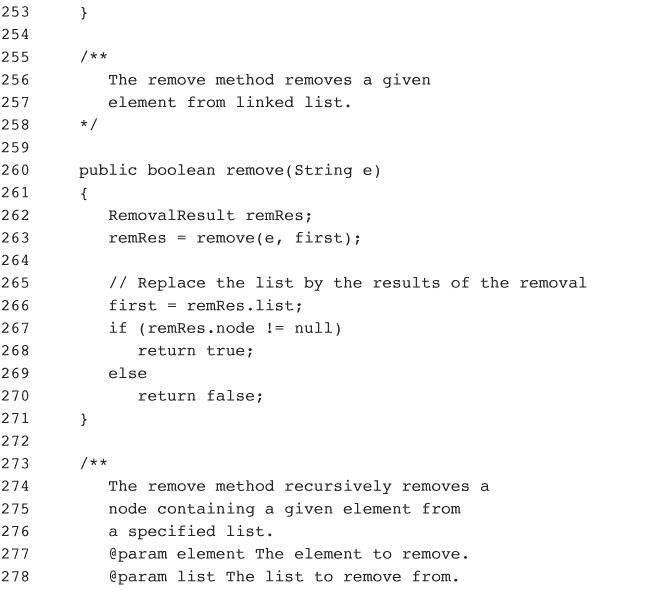 253     }
254
255     /**
256        The remove method removes a given
257        element from linked list.
258     */
259
260     public boolean remove(String e)
261     {
262        RemovalResult remRes;
263        remRes = remove(e, first);
264
265        // Replace the list by the results of the removal
266        first = remRes.list;
267        if (remRes.node != null)
268           return true;
269        else
270           return false;
271     }
272
273     /**
274        The remove method recursively removes a
275        node containing a given element from
276        a specified list.
277        @param element The element to remove.
278        @param list The list to remove from.